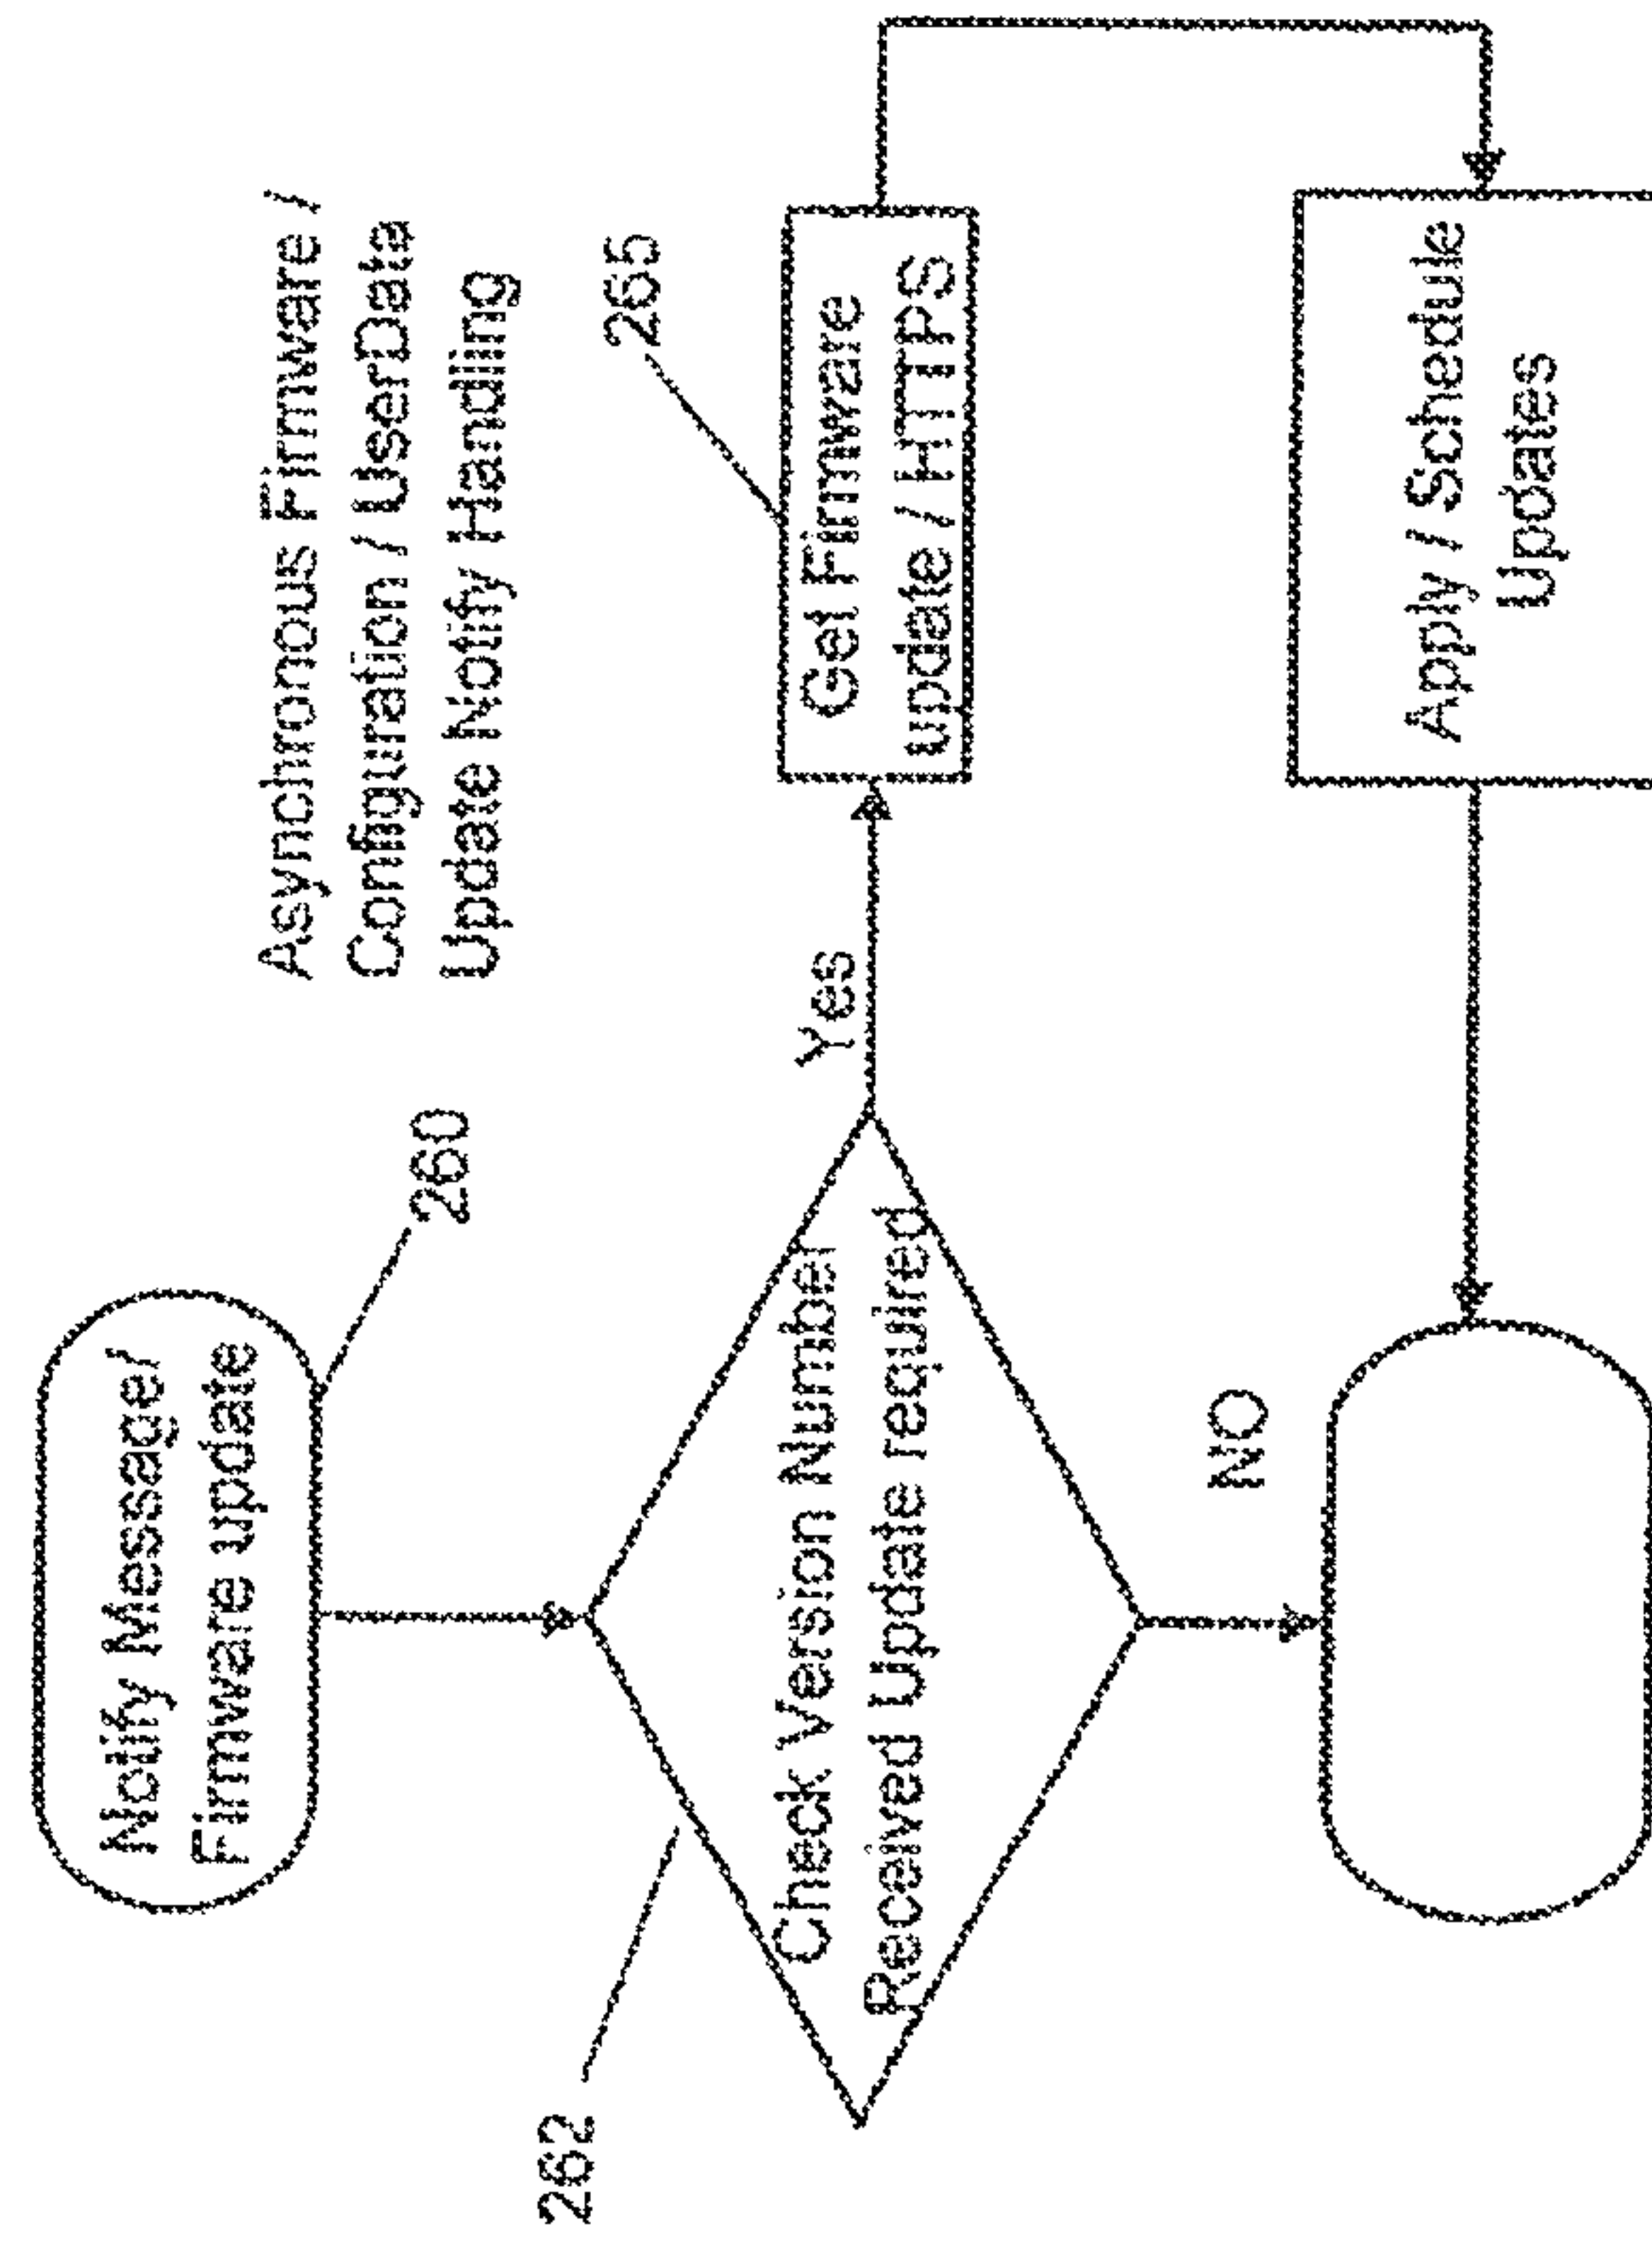 Asynchronous Firmware /
Configuration / UserData
Update Notify Handling
Notify Message/
Firmware update
260
262
Check Version Number
Received Update required
Yes
265
Get Firmware
update / HTTPS
NO
Apply / Schedule
Updates